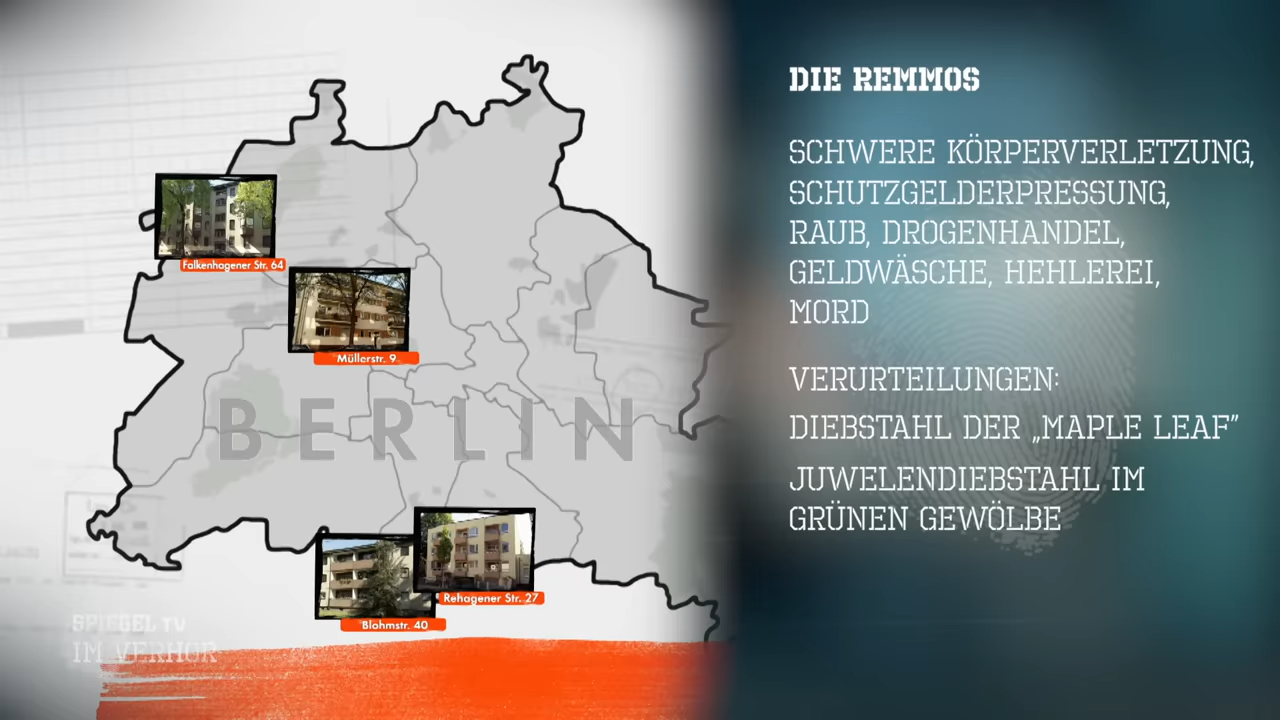 DIE REMMOS
SCHWERE KÖRPERVERLETZUNG,
SCHUTZGELDERPRESSUNG,
RAUB, DROGENHANDEL,
GELDWÄSCHE, HEHLEREI,
MORD
VERURTEILUNGEN:
DIEBSTAHL DER „MAPLE LEAF”
JUWELENDIEBSTAHL IM
GRÜNEN GEWÖLBE
Falkenhagener Str. 64
Müllerstr. 9
BERLIN
Rehagener Str. 27
Blohmstr. 40
SPIEGEL TV
IM VERHÖR